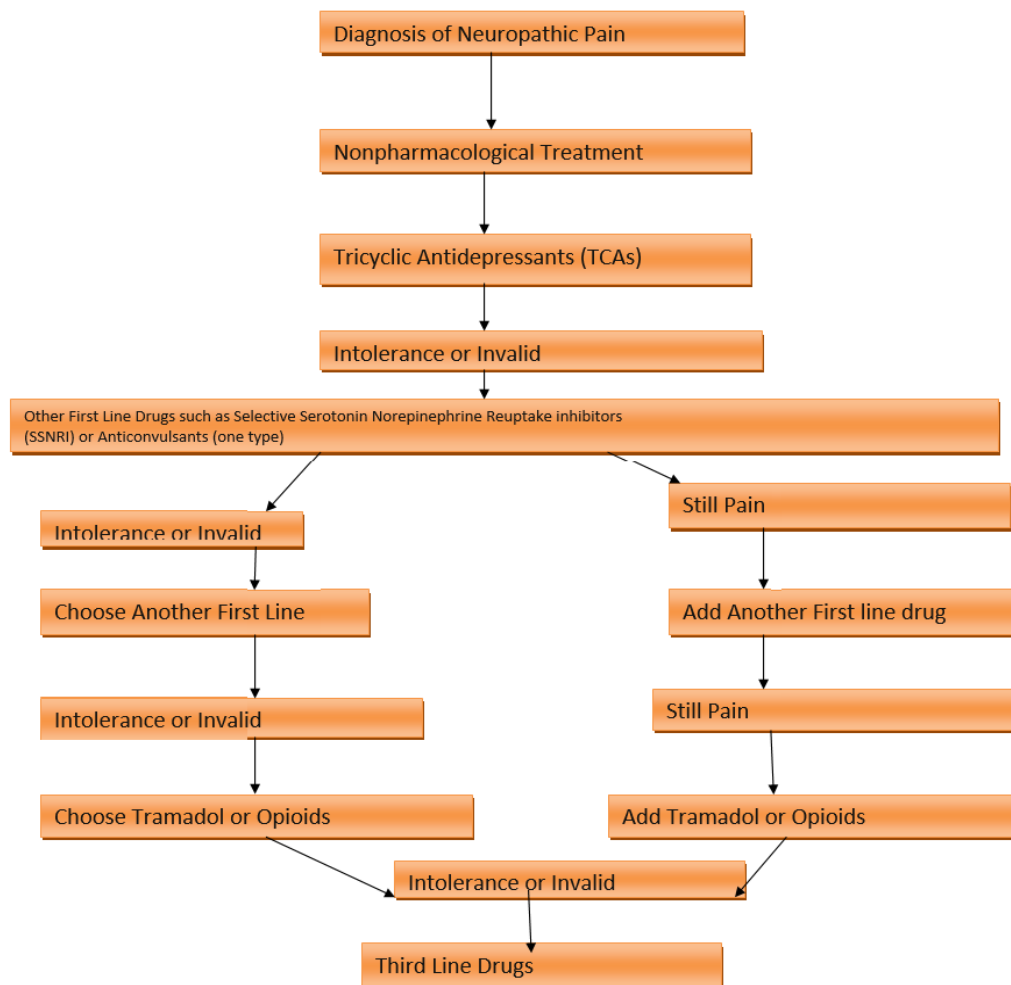 Diagnosis of Neuropathic Pain
Nonpharmacological Treatment
Tricyclic Antidepressants (TCAs)
Intolerance or Invalid
Other First Line Drugs such as Selective Serotonin Norepinephrine Reuptake inhibitors
(SSNRI) or Anticonvulsants (one type)
Intolerance or Invalid
Choose Another First Line
Intolerance or Invalid
Choose Tramadol or Opioids
Still Pain
Add Another First line drug
Still Pain
Add Tramadol or Opioids
Intolerance or Invalid
Third Line Drugs